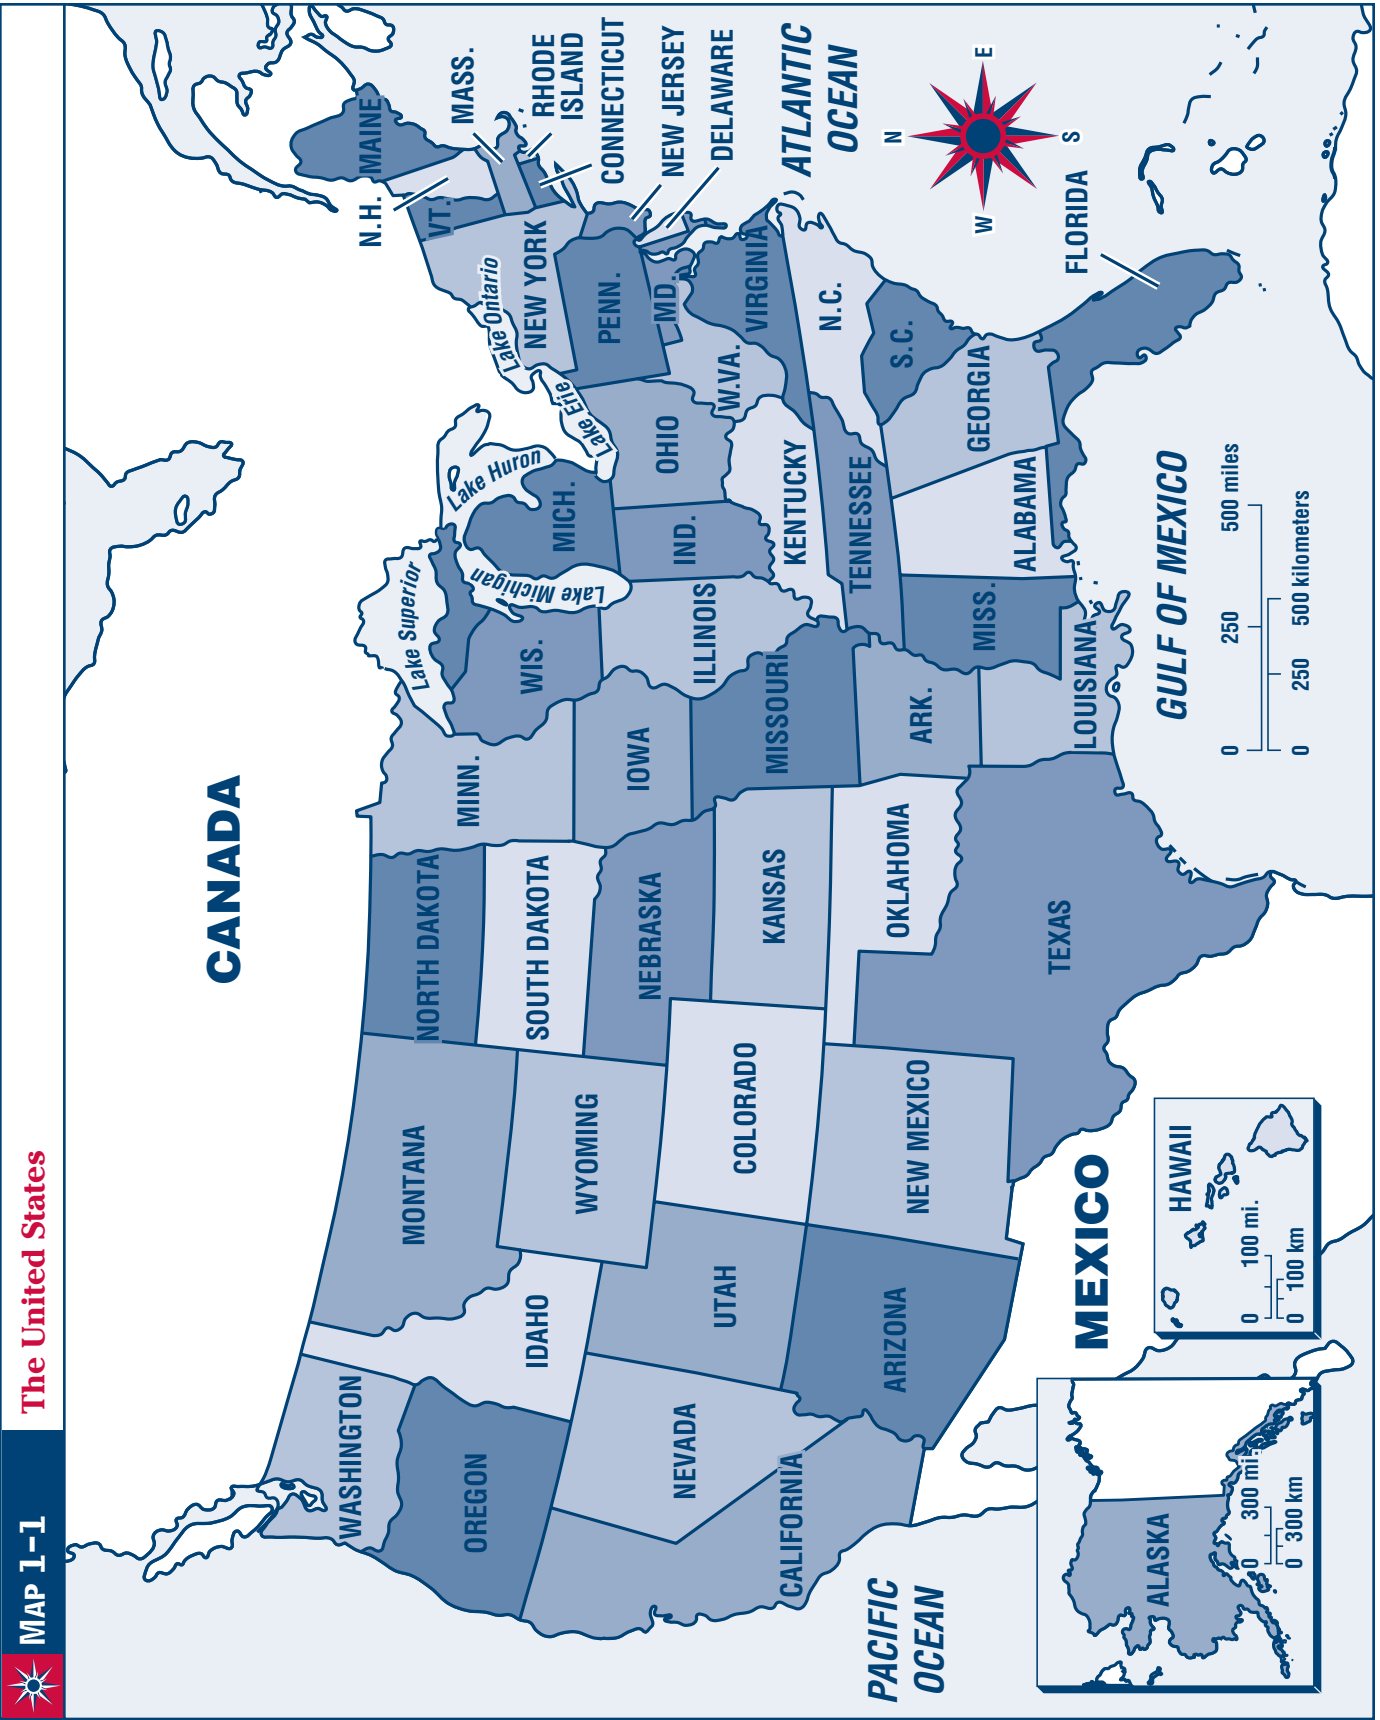 MAP 1–1
The United States
CANADA
MAINE
N.H.
VT.
MASS.
RHODE
ISLAND
CONNECTICUT
NEW JERSEY
DELAWARE
ATLANTIC
OCEAN
N
E
S
W
WASHINGTON
MONTANA
NORTH DAKOTA
MINN.
Lake Superior
Lake Huron
Lake Ontario
NEW YORK
OREGON
IDAHO
WYOMING
SOUTH DAKOTA
WIS.
Lake Michigan
MICH.
Lake Erie
PENN.
MD.
NEVADA
UTAH
COLORADO
NEBRASKA
IOWA
ILLINOIS
IND.
OHIO
W.VA.
VIRGINIA
CALIFORNIA
KANSAS
MISSOURI
KENTUCKY
N.C.
ARIZONA
NEW MEXICO
OKLAHOMA
ARK.
TENNESSEE
S.C.
TEXAS
LOUISIANA
MISS.
ALABAMA
GEORGIA
FLORIDA
PACIFIC
OCEAN
MEXICO
GULF OF MEXICO
0 250 500 miles
0 250 500 kilometers
ALASKA
0 300 mi.
0 300 km
HAWAII
0 100 mi.
0 100 km